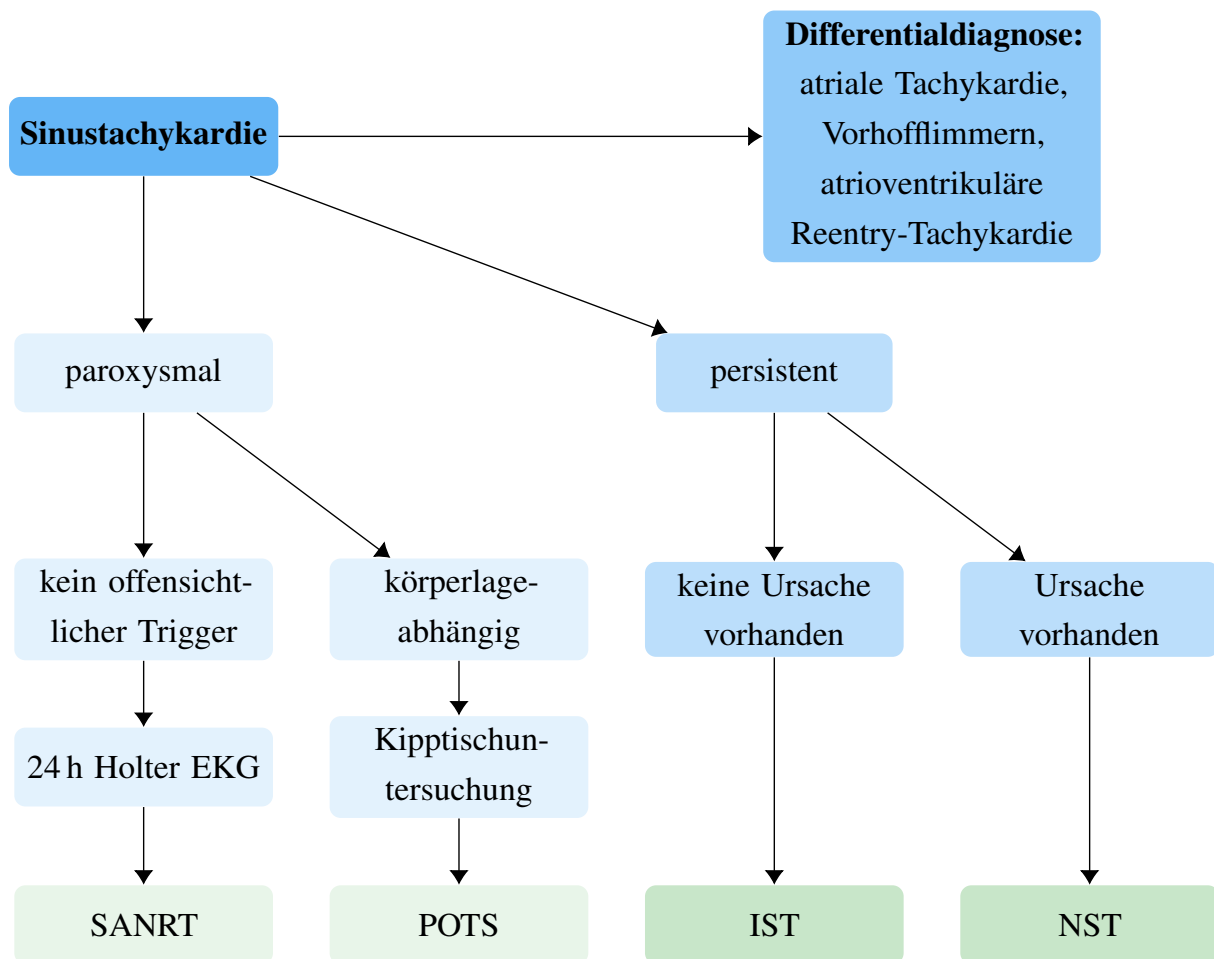 Differentialdiagnose:
atriale Tachykardie,
Vorhofflimmern,
atrioventrikuläre
Reentry-Tachykardie
Sinustachykardie
paroxysmal
persistent
kein offensicht-
licher Trigger
körperlage-
abhängig
keine Ursache
vorhanden
Ursache
vorhanden
24 h Holter EKG
Kipptischun-
tersuchung
SANRT
POTS
IST
NST